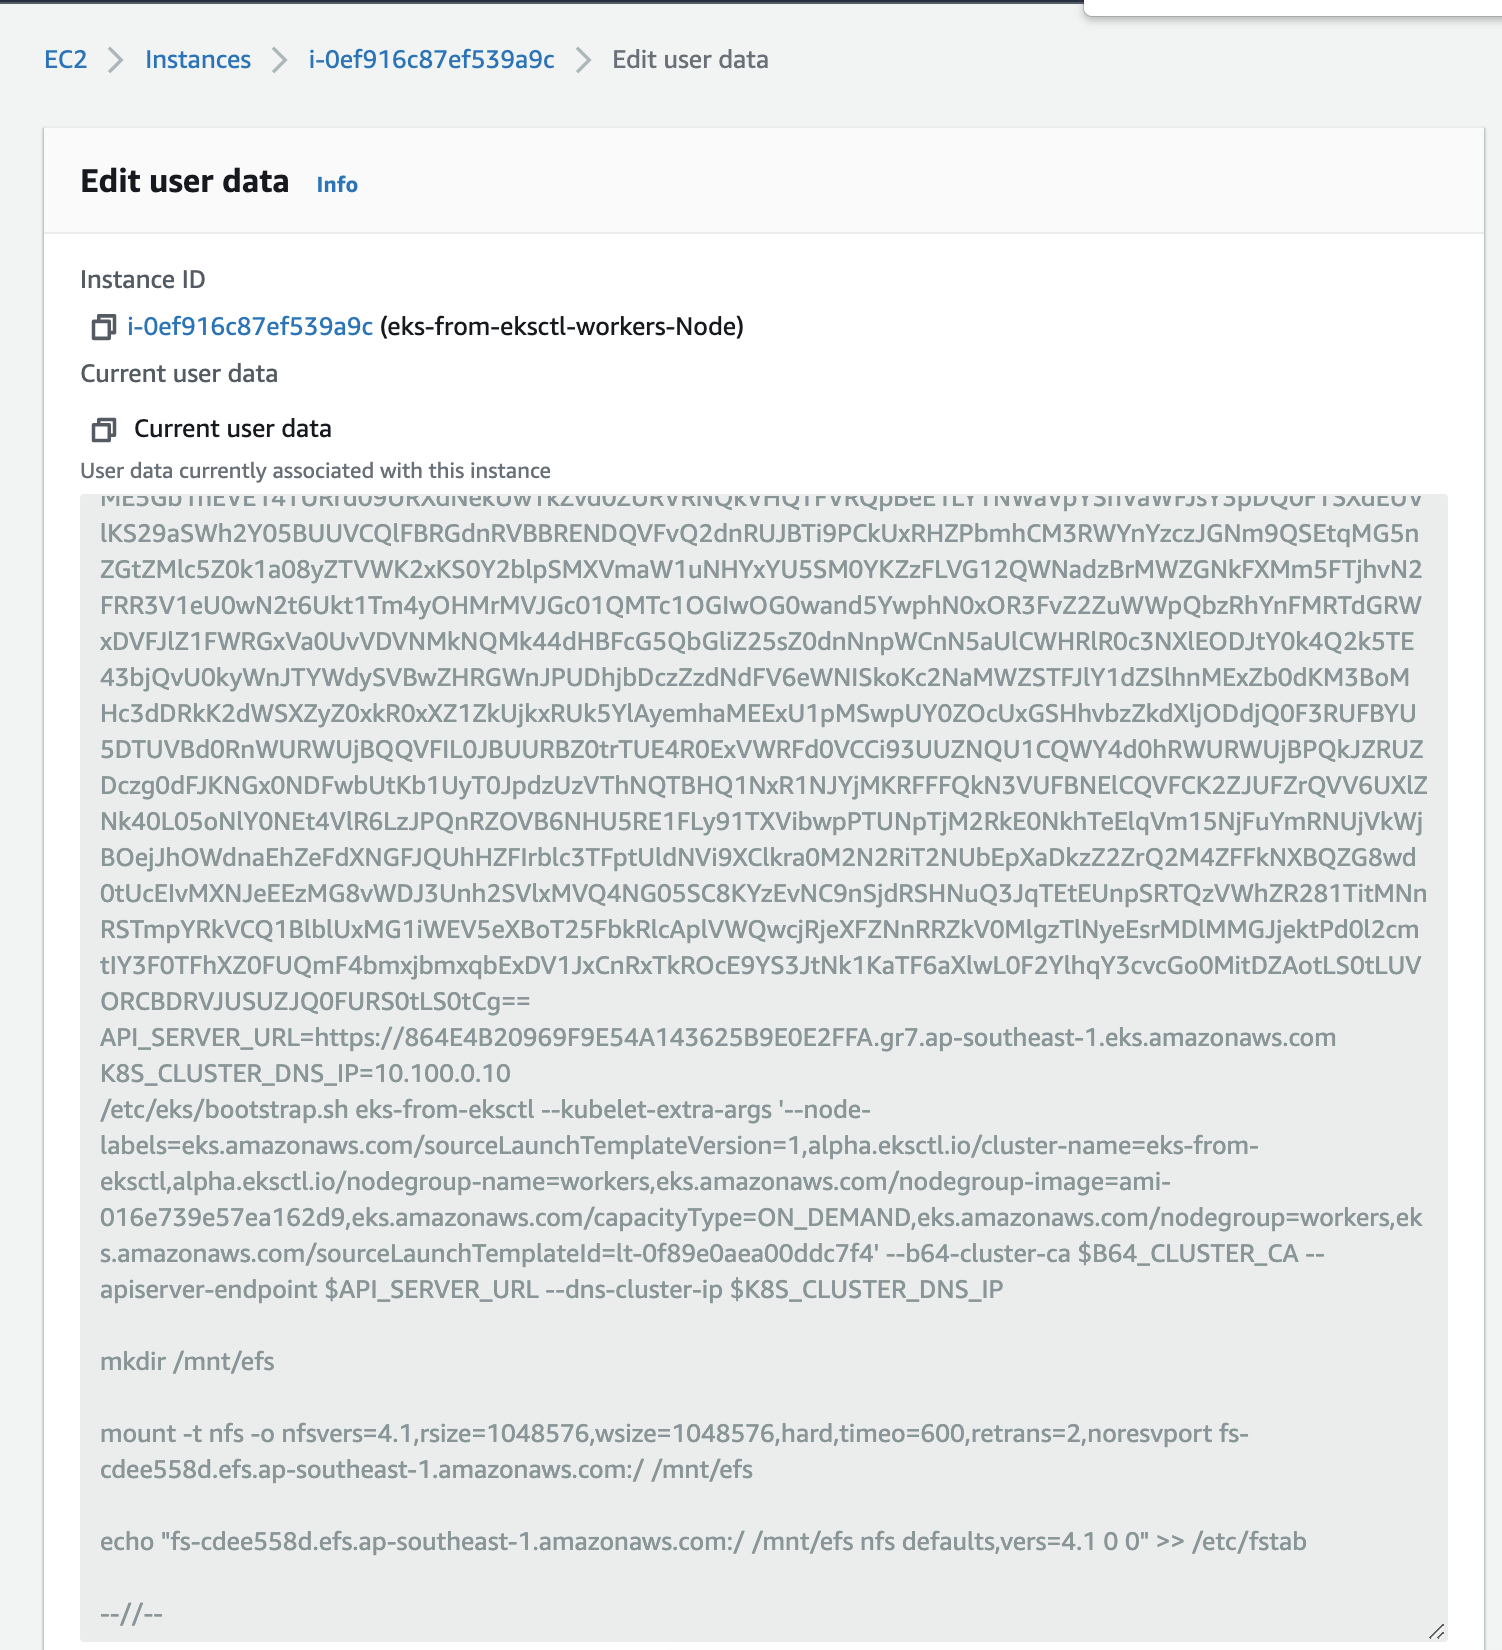 EC2 Instances i-0ef916c87ef539a9c Edit user data
Edit user data Info
Instance ID
i-0ef916c87ef539a9c (eks-from-eksctl-workers-Node)
Current user data
Current user data
User data currently associated with this instance
lKS29aSWh2Y05BUUVCQlFBRGdnRVBBRENDQVFvQ2dnRUJBTi9PCkUxRHZPbmhCM3RWYnYzczJGNm9QSEtqMG5n
ZGtZMlc5Z0k1a08yZTVWK2xKS0Y2blpSMXVmaW1uNHYxYU5SM0YKZzFLVG12QWNadzBrMWZGNkFXMm5FTjhvN2
FRR3V1eU0wN2t6Ukt1Tm4yOHMrMVJGc01QMTc1OGIwOG0wand5YwphN0xOR3FvZ2ZuWWpQbzRhYnFMRTdGRW
xDVFJlZ1FWRGxVa0UvVDVNMkNQMk44dHBFcG5QbGliZ25sZ0dnNnpWCnN5aUlCWHRlR0c3NXlEODJtY0k4Q2k5TE
43bjQvU0kyWnJTYWdySVBwZHRGWnJPUDhjbDczZzdNdFV6eWNISkoKc2NaMWZSTFJlY1dZSlhnMExZb0dKM3BoM
Hc3dDRkK2dWSXZyZ0xkR0xXZ1ZkUjkxRUk5YlAyemhaMEExU1pMSwpUY0ZOcUxGSHhvbzZkdXljODdjQ0F3RUFBYU
5DTUVBd0RnWURWUjBQQVFIL0JBUURBZ0trTUE4R0ExVWRFd0VCCi93UUZNQU1CQWY4d0hRWURWUjBPQkJZRUZ
Dczg0dFJKNGx0NDFwbUtKb1UyT0JpdzUzVThNQTBHQ1NxR1NJYjMKRFFFQkN3VUFBNElCQVFCK2ZJUFZrQVV6UXlZ
Nk40L05oNlY0NEt4VlR6LzJPQnRZOVB6NHU5RE1FLy91TXVibwpPTUNpTjM2RkE0NkhTeElqVm15NjFuYmRNUjVkWj
BOejJhOWdnaEhZeFdXNGFJQUhHZFIrblc3TFptUldNVi9XClkra0M2N2RiT2NUbEpXaDkzZ2ZrQ2M4ZFFkNXBQZG8wd
0tUcElvMXNJeEEzMG8vWDJ3Unh2SVlxMVQ4NG05SC8KYzEvNC9nSjdRSHNuQ3JqTEtEUnpSRTQzVWhZR281TitMNn
RSTmpYRkVCQ1BlblUxMG1iWEV5eXBoT25FbkRlcAplVWQwcjRjeXFZNnRRZkV0MlgzTlNyeEsrMDlMMGJjektPd0l2cm
tIY3F0TFhXZ0FUQmF4bmxjbmxqbExDV1JxCnRxTkROcE9YS3JtNk1KaTF6aXlwL0F2YlhqY3cvcGo0MitDZAotLS0tLUV
ORCBDRVJUSUZJQ0FURS0tLS0tCg==
API_SERVER_URL=https://864E4B20969F9E54A143625B9E0E2FFA.gr7.ap-southeast-1.eks.amazonaws.com
K8S_CLUSTER_DNS_IP=10.100.0.10
/etc/eks/bootstrap.sh eks-from-eksctl --kubelet-extra-args '--node-
labels=eks.amazonaws.com/sourceLaunchTemplateVersion=1,alpha.eksctl.io/cluster-name=eks-from-
eksctl,alpha.eksctl.io/nodegroup-name=workers,eks.amazonaws.com/nodegroup-image=ami-
016e739e57ea162d9,eks.amazonaws.com/capacityType=ON_DEMAND,eks.amazonaws.com/nodegroup=workers,ek
s.amazonaws.com/sourceLaunchTemplateId=lt-0f89e0aea00ddc7f4' --b64-cluster-ca $B64_CLUSTER_CA --
apiserver-endpoint $API_SERVER_URL --dns-cluster-ip $K8S_CLUSTER_DNS_IP
mkdir /mnt/efs
mount -t nfs -o nfsvers=4.1,rsize=1048576,wsize=1048576,hard,timeo=600,retrans=2,noresvport fs-
cdee558d.efs.ap-southeast-1.amazonaws.com:/ /mnt/efs
echo "fs-cdee558d.efs.ap-southeast-1.amazonaws.com:/ /mnt/efs nfs defaults,vers=4.1 0 0" >> /etc/fstab
--//--